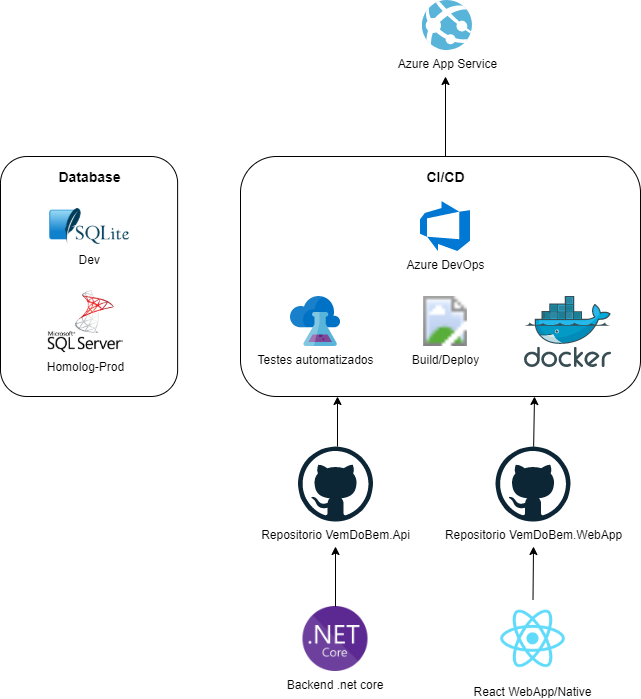 Azure App Service
Database
SQLite
Dev
Microsoft®
SQL Server
Homolog-Prod
CI/CD
Azure DevOps
Testes automatizados
Build/Deploy
docker
Repositorio VemDoBem.Api
Repositorio VemDoBem.WebApp
.NET
Core
Backend .net core
React WebApp/Native